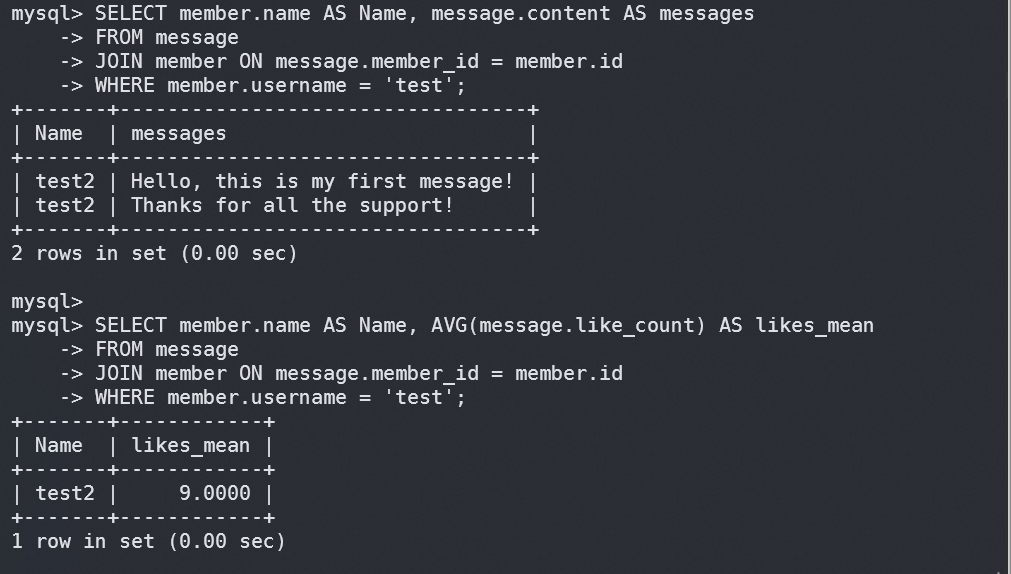 mysql> SELECT member.name AS Name, message.content AS messages
    -> FROM message
    -> JOIN member ON message.member_id = member.id
    -> WHERE member.username = 'test';
+-------+----------------------------------+
| Name  | messages                         |
+-------+----------------------------------+
| test2 | Hello, this is my first message! |
| test2 | Thanks for all the support!      |
+-------+----------------------------------+
2 rows in set (0.00 sec)

mysql>
mysql> SELECT member.name AS Name, AVG(message.like_count) AS likes_mean
    -> FROM message
    -> JOIN member ON message.member_id = member.id
    -> WHERE member.username = 'test';
+-------+------------+
| Name  | likes_mean |
+-------+------------+
| test2 |     9.0000 |
+-------+------------+
1 row in set (0.00 sec)